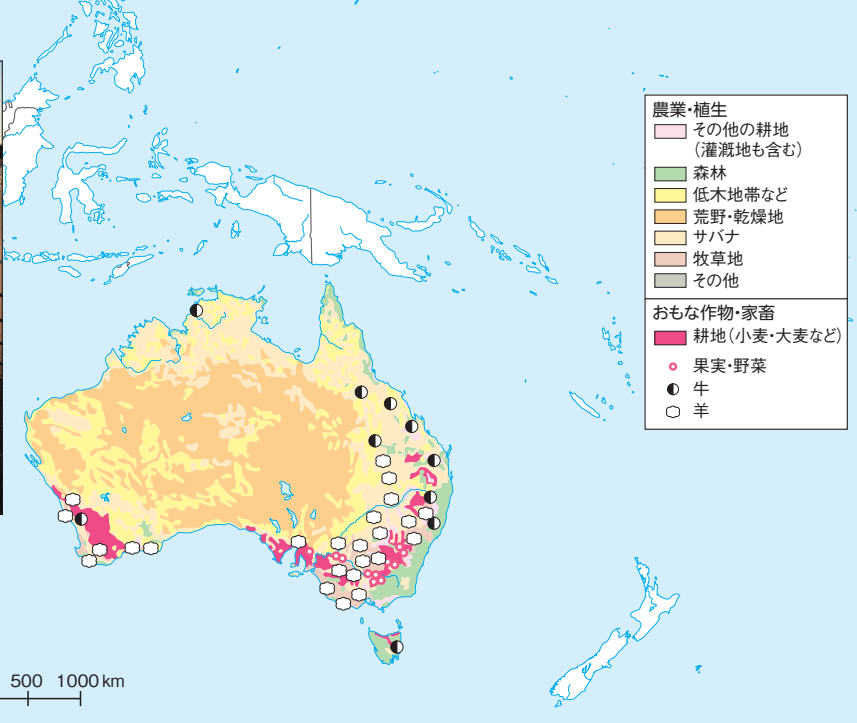 農業・植生
その他の耕地
（灌漑地も含む）
森林
低木地帯など
荒野・乾燥地
サバナ
牧草地
その他
おもな作物・家畜
耕地（小麦・大麦など）
果実・野菜
牛
羊
500 1000km